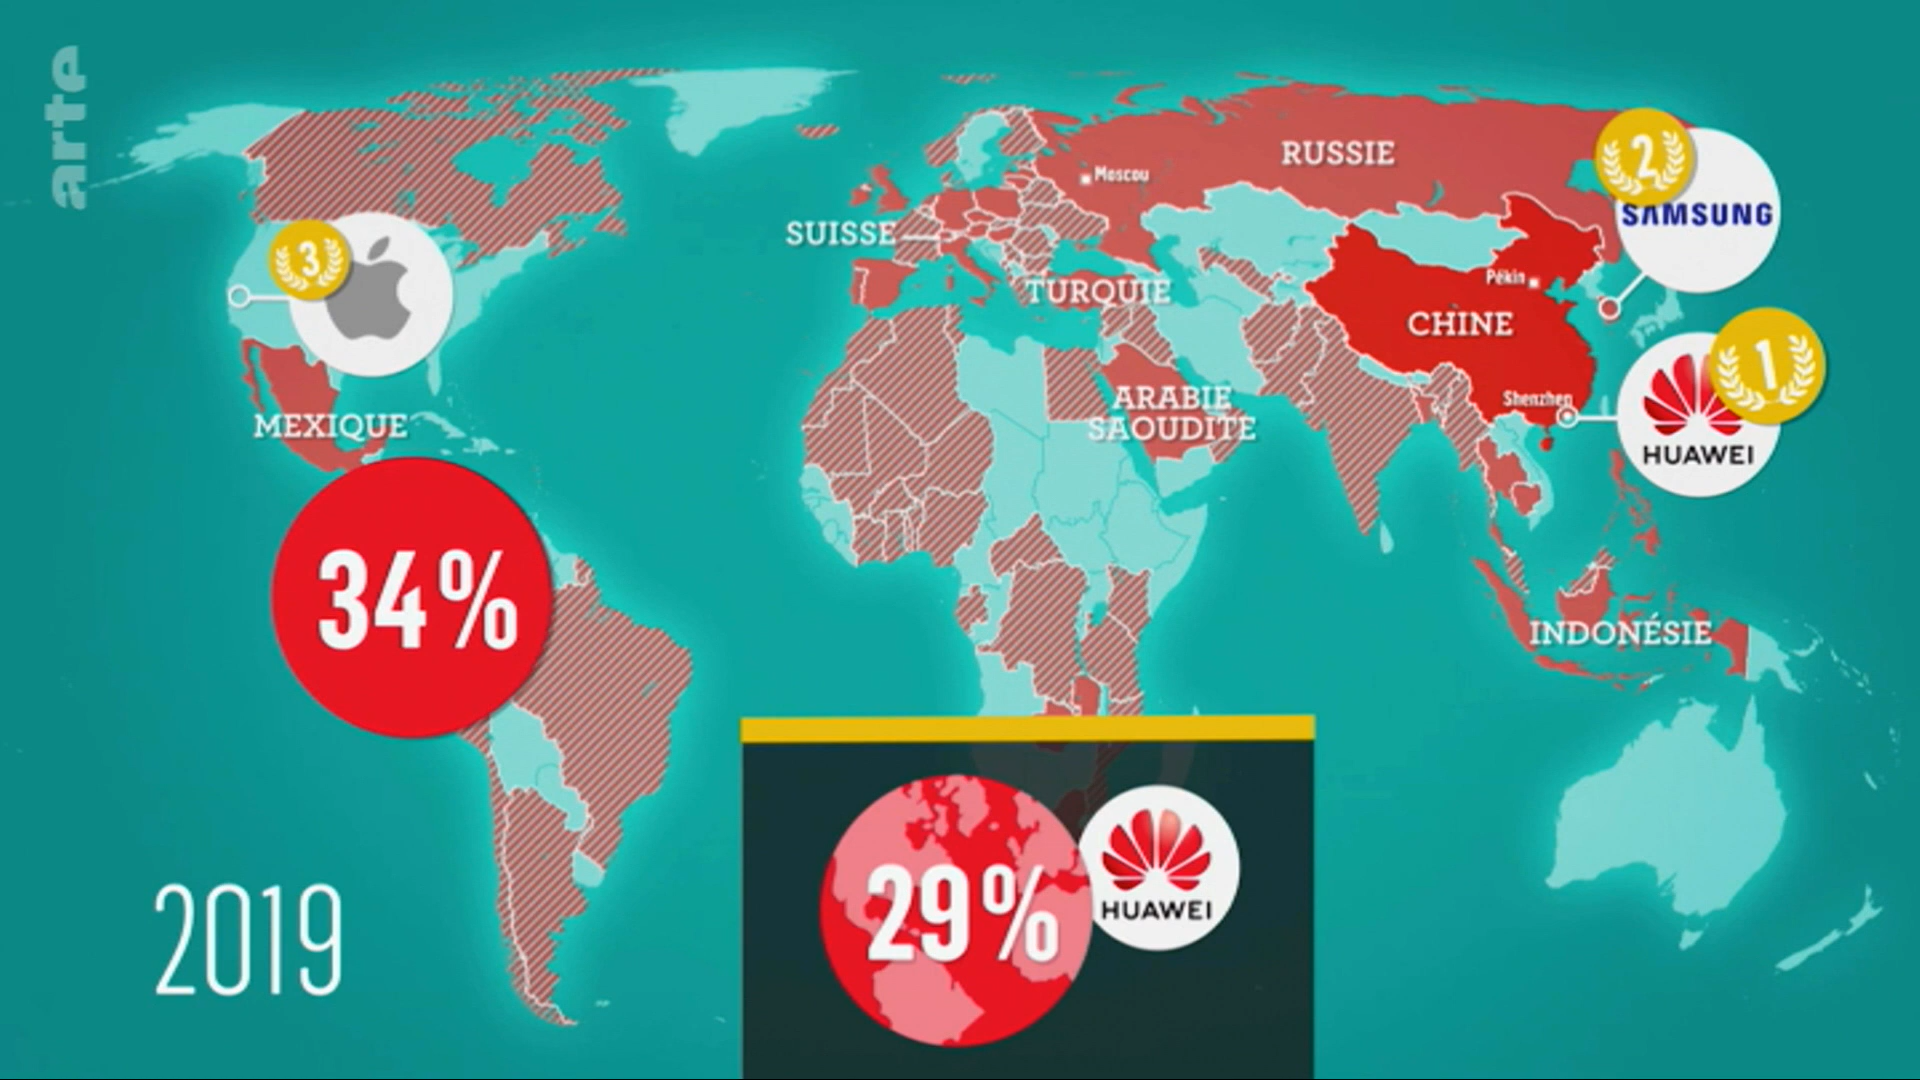 arte
RUSSIE
2
Moscou
SAMSUNG
SUISSE
3
Pékin
TURQUIE
CHINE
1
ARABIE
SAOUDITE
Shenzhen
MEXIQUE
HUAWEI
34%
INDONÉSIE
29%
HUAWEI
2019